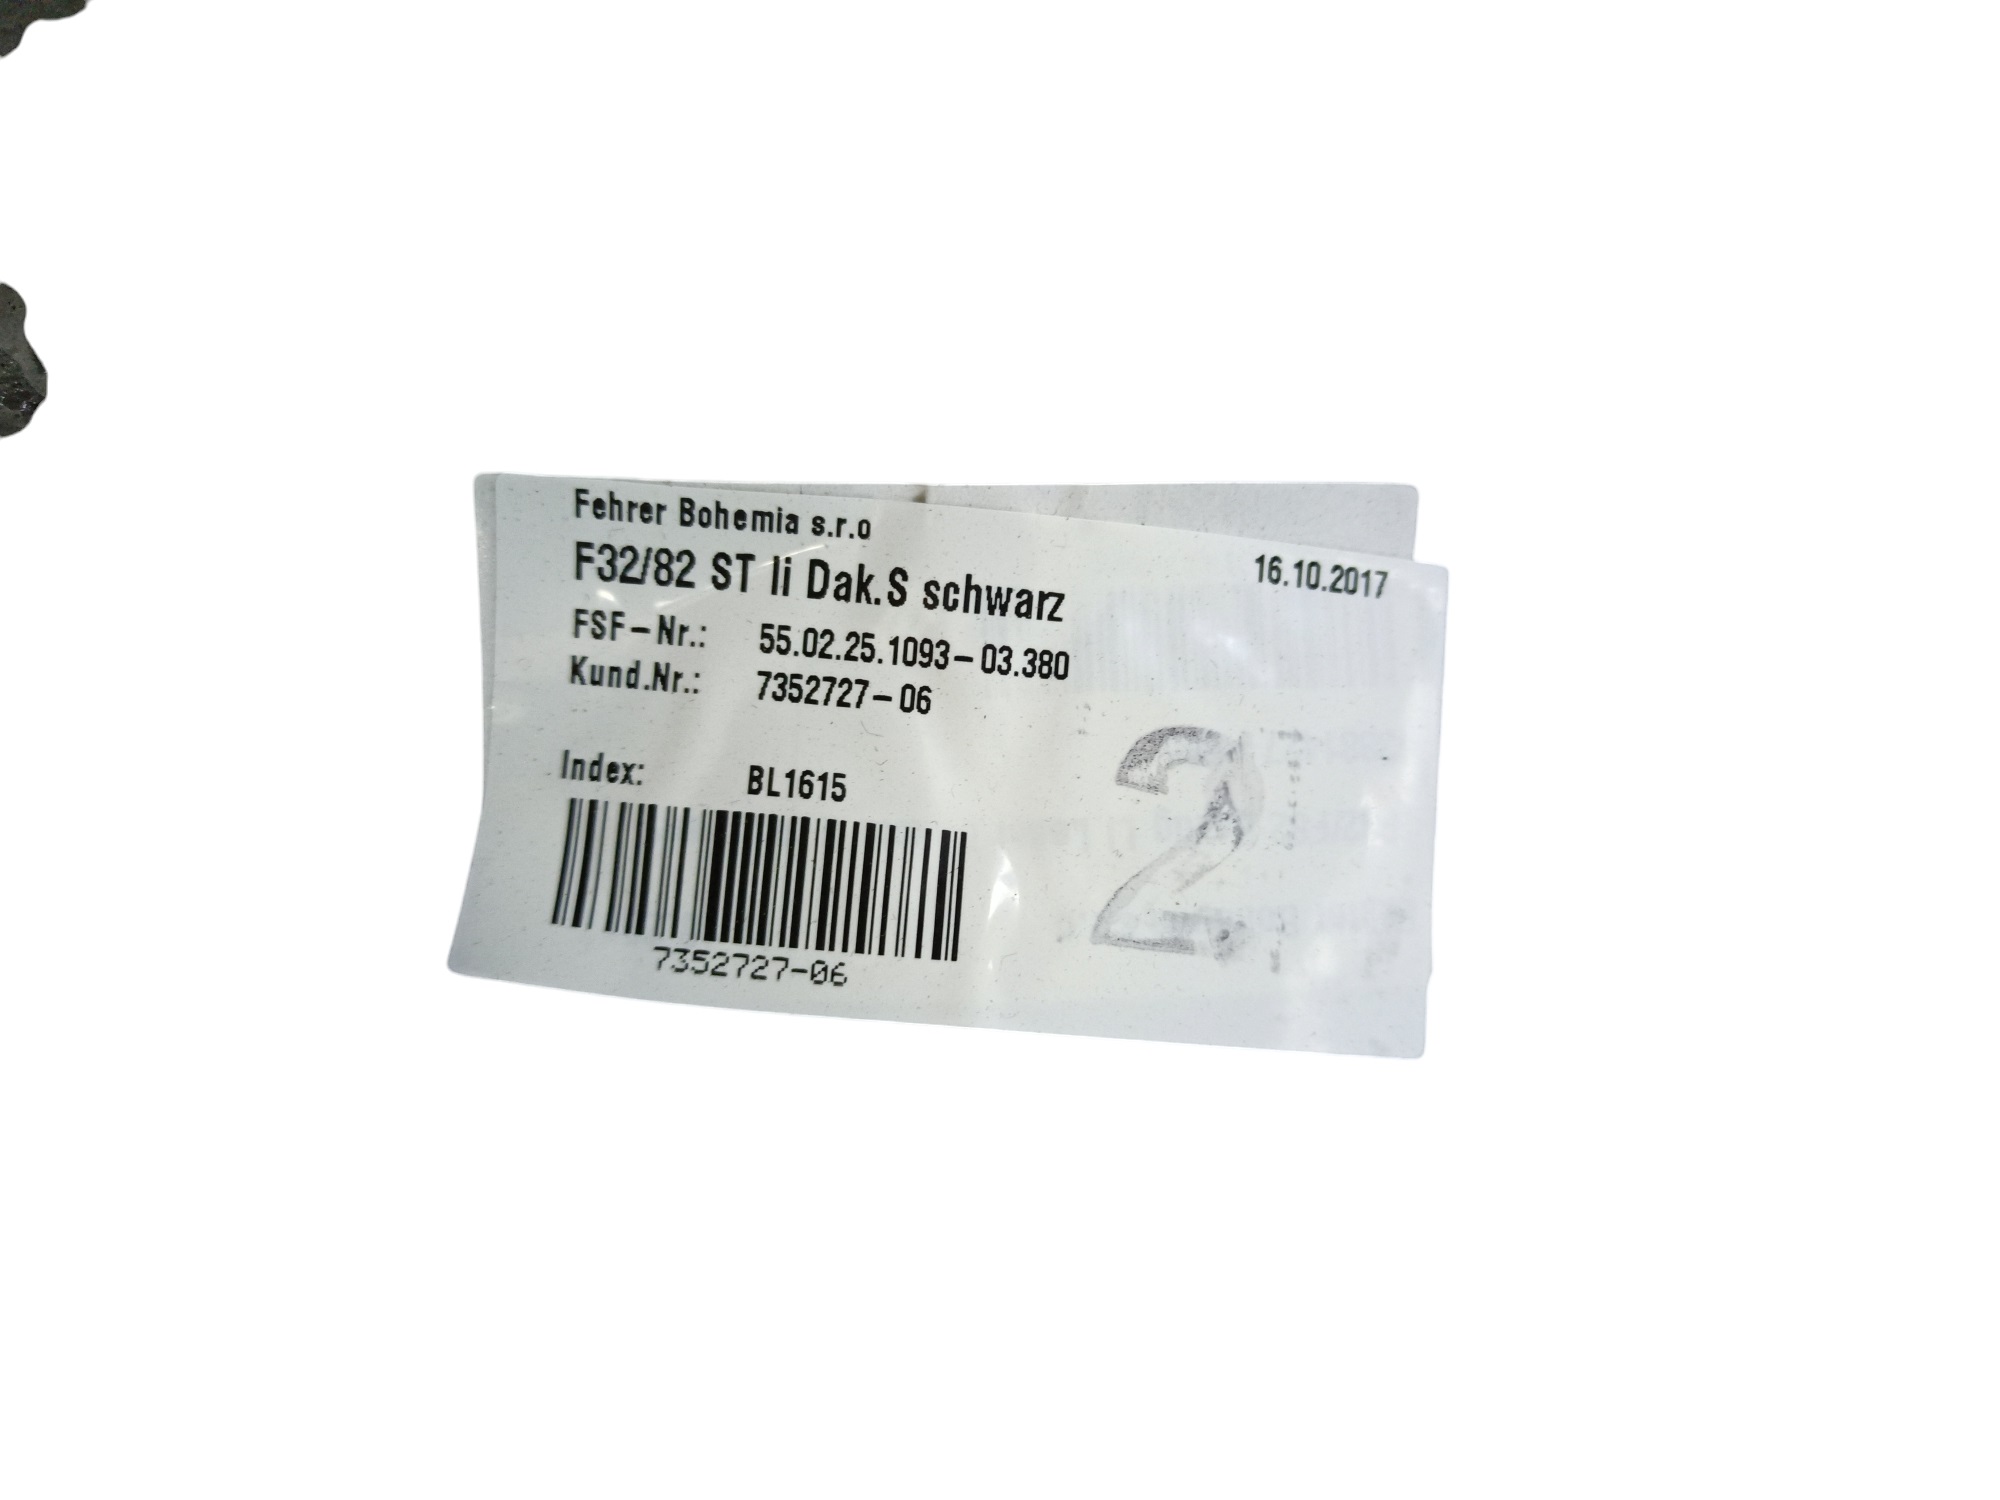 Fehrer Bohemia s.r.o
16.10.2017
F32/82 ST li Dak.S schwarz
FSF-Nr.: 55.02.25.1093-03.380
Kund.Nr.: 7352727-06
Index: BL1615
2
7352727-06